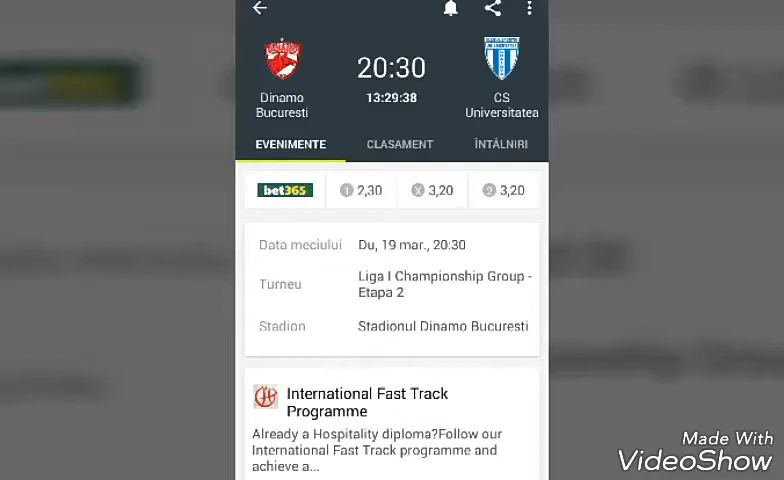 20:30
13:29:38
Dinamo
Bucuresti
CS
Universitatea
EVENIMENTE
CLASAMENT
ÎNTÂLNIRI
bet365
1 2,30
X 3,20
2 3,20
Data meciului
Du, 19 mar., 20:30
Turneu
Liga I Championship Group -
Etapa 2
Stadion
Stadionul Dinamo Bucuresti
International Fast Track
Programme
Already a Hospitality diploma?Follow our
International Fast Track programme and
achieve a...
Made With
VideoShow